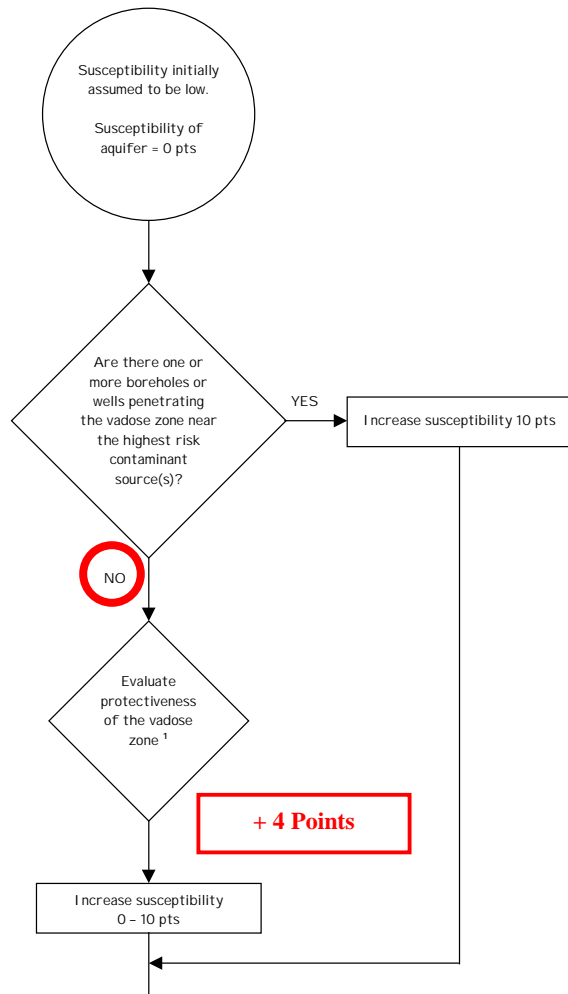 Susceptibility initially
assumed to be low.
Susceptibility of
aquifer = 0 pts
Are there one or
more boreholes or
wells penetrating
the vadose zone near
the highest risk
contaminant
source(s)?
YES
Increase susceptibility 10 pts
NO
Evaluate
protectiveness
of the vadose
zone ¹
+ 4 Points
Increase susceptibility
0 – 10 pts